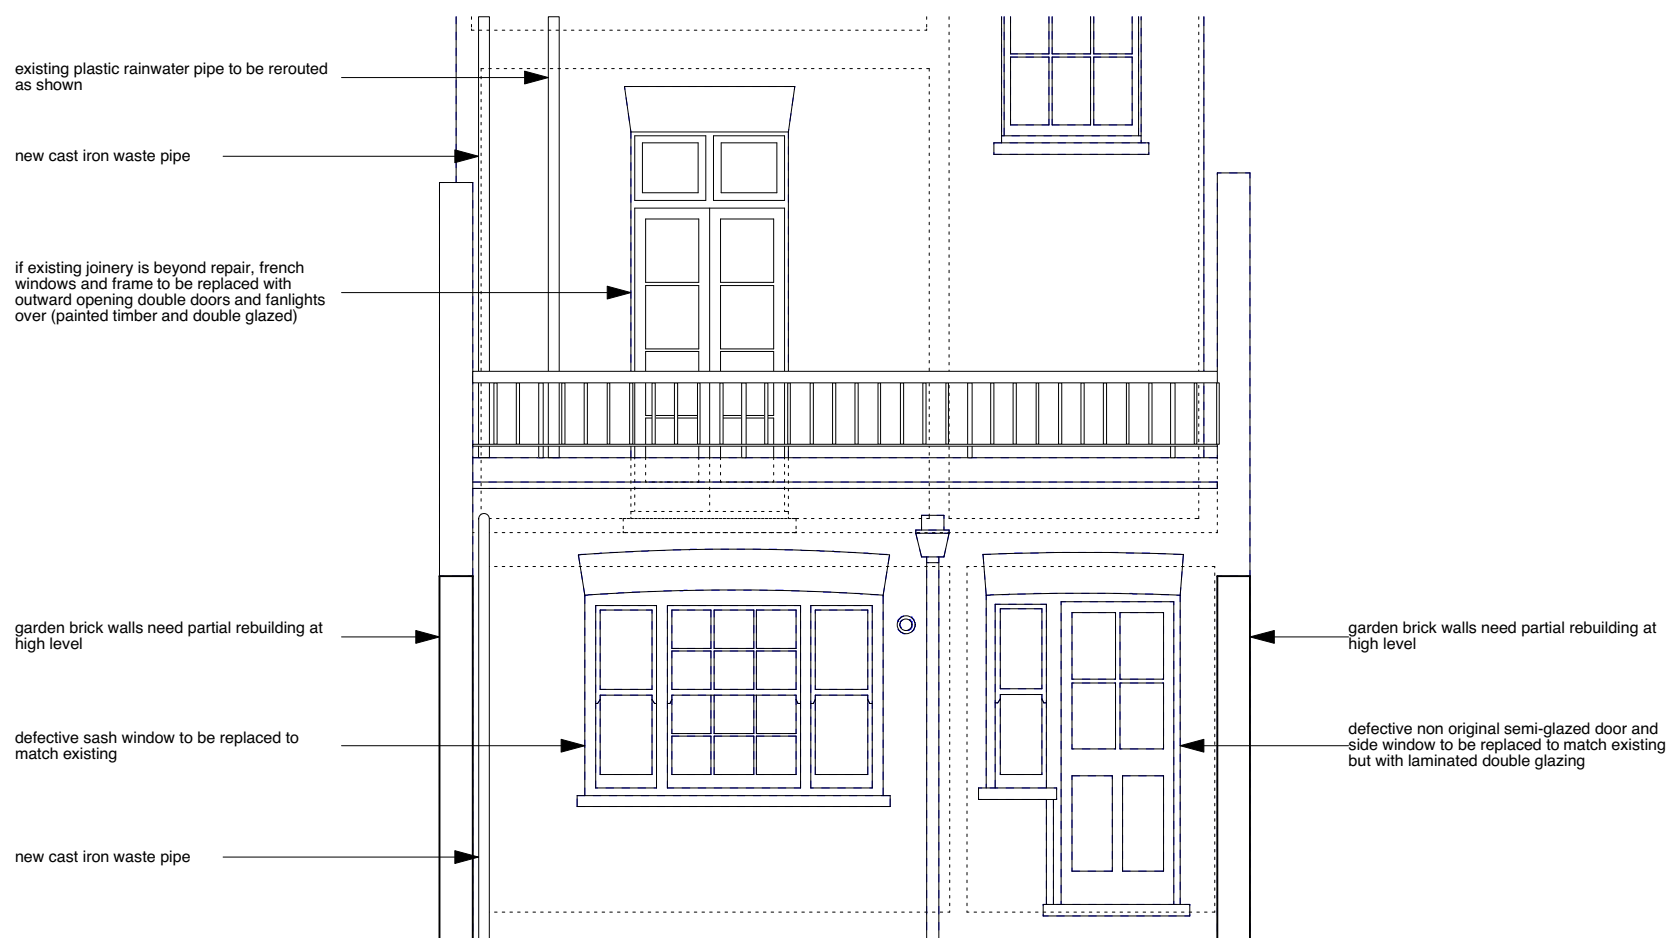 existing plastic rainwater pipe to be rerouted
as shown
new cast iron waste pipe
if existing joinery is beyond repair, french
windows and frame to be replaced with
outward opening double doors and fanlights
over (painted timber and double glazed)
garden brick walls need partial rebuilding at
high level
defective sash window to be replaced to
match existing
new cast iron waste pipe
garden brick walls need partial rebuilding at
high level
defective non original semi-glazed door and
side window to be replaced to match existing
but with laminated double glazing